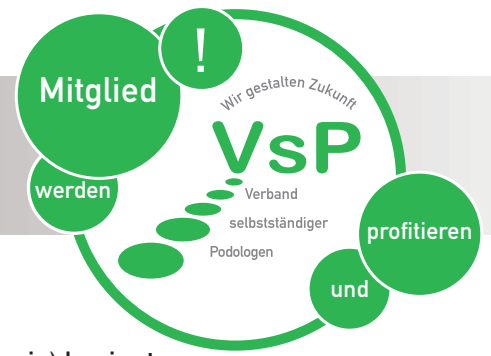 !
Mitglied
werden
Wir gestalten Zukunft
VsP
Verband
selbstständiger
Podologen
profitieren
und